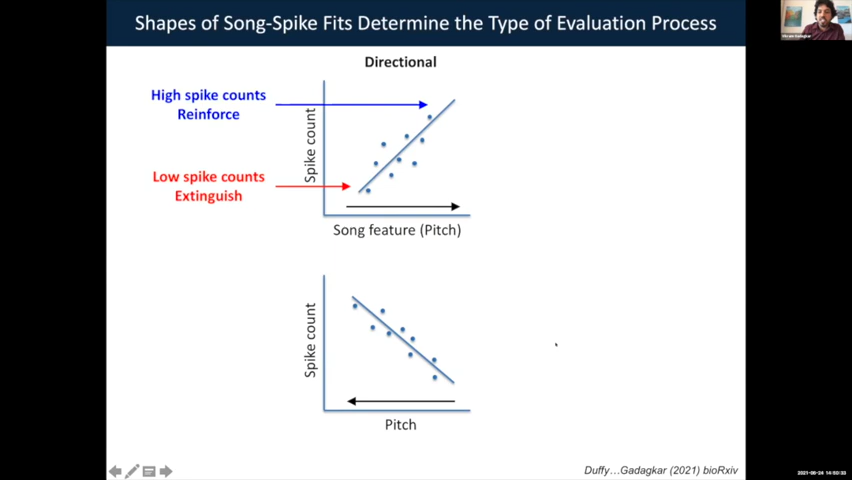 Shapes of Song-Spike Fits Determine the Type of Evaluation Process
Directional
High spike counts
Reinforce
Low spike counts
Extinguish
Spike count
Song feature (Pitch)
Spike count
Pitch
Duffy…Gadagkar (2021) bioRxiv